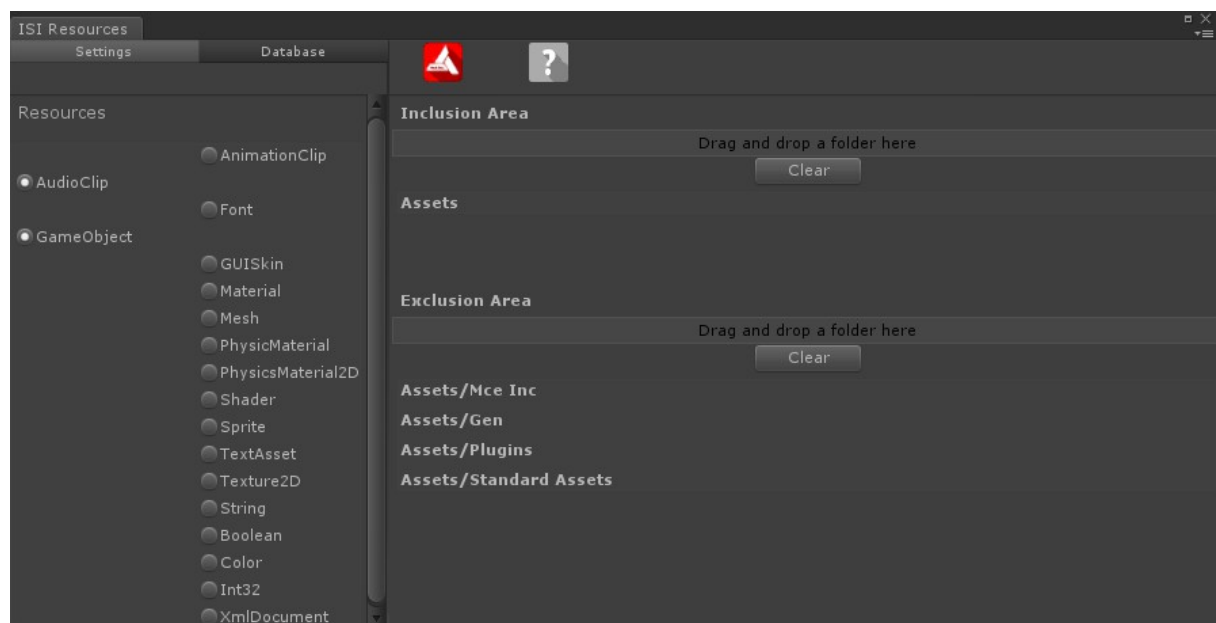 ISI Resources
Settings
Database
Resources
AnimationClip
AudioClip
Font
GameObject
GUISkin
Material
Mesh
PhysicMaterial
PhysicsMaterial2D
Shader
Sprite
TextAsset
Texture2D
String
Boolean
Color
Int32
XmlDocument
?
Inclusion Area
Drag and drop a folder here
Clear
Assets
Exclusion Area
Drag and drop a folder here
Clear
Assets/Mce Inc
Assets/Gen
Assets/Plugins
Assets/Standard Assets